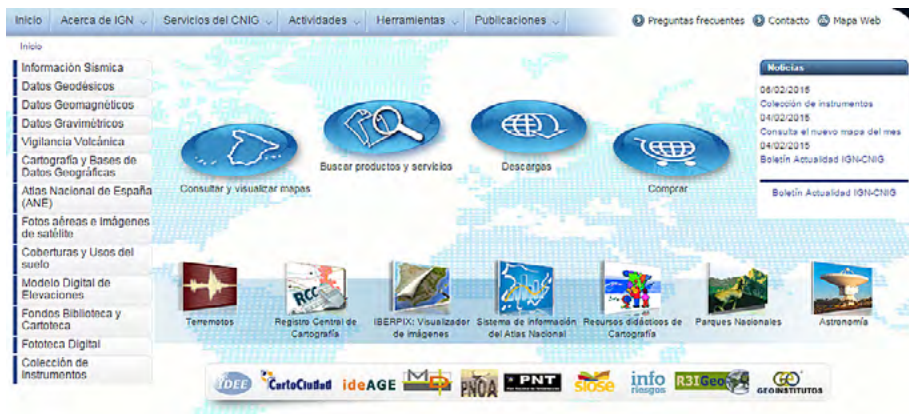 Inicio Acerca de IGN Servicios del CNIG Actividades Herramientas Publicaciones Preguntas frecuentes Contacto Mapa Web
Inicio
Información Sísmica
Datos Geodésicos
Datos Geomagnéticos
Datos Gravimétricos
Vigilancia Volcánica
Cartografía y Bases de
Datos Geográficas
Atlas Nacional de España
(ANE)
Fotos aéreas e imágenes
de satélite
Coberturas y Usos del
suelo
Modelo Digital de
Elevaciones
Fondos Biblioteca y
Cartoteca
Fototeca Digital
Colección de
Instrumentos
Consultar y visualizar mapas
Buscar productos y servicios
Descargas
Comprar
Noticias
06/02/2015
Colección de instrumentos
04/02/2015
Consulta el nuevo mapa del mes
04/02/2015
Boletín Actualidad IGN-CNIG
Boletín Actualidad IGN-CNIG
RCC
Terremotos
Registro Central de
Cartografía
IBERPIX: Visualizador
de imágenes
Sistema de información
del Atlas Nacional
Recursos didácticos de
Cartografía
Parques Nacionales
Astronomía
IDEE CartoCiudad ideAGE PNOA PNT siose info riesgos R3IGeo GEOINSTITUTOS